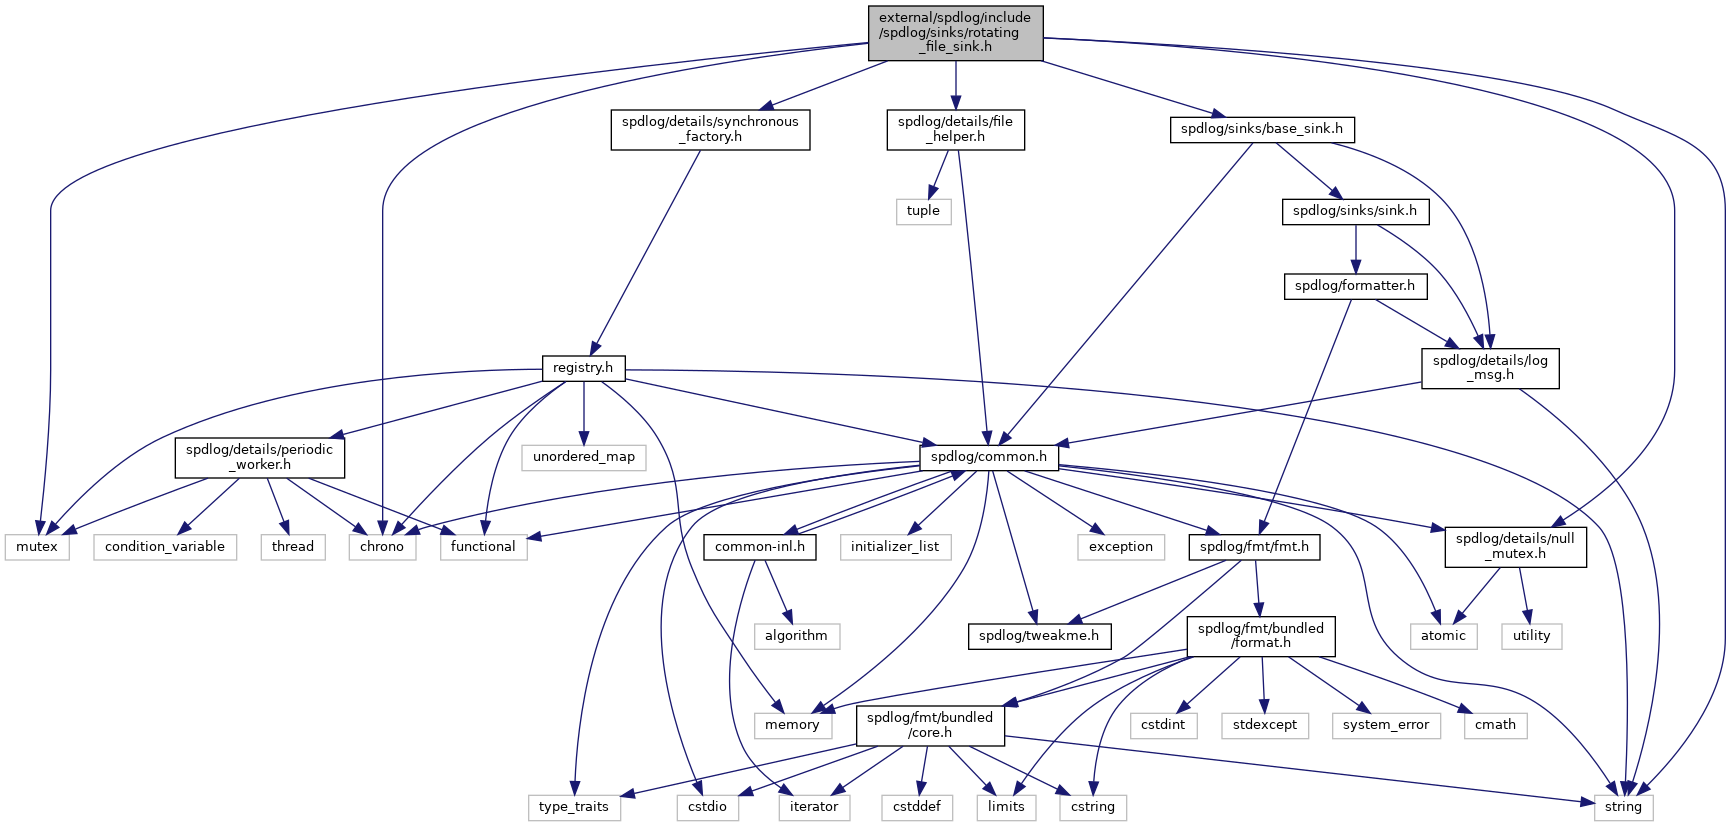 external/spdlog/include
/spdlog/sinks/rotating
_file_sink.h
spdlog/details/synchronous
_factory.h
spdlog/details/file
_helper.h
spdlog/sinks/base_sink.h
tuple
spdlog/sinks/sink.h
spdlog/formatter.h
registry.h
spdlog/details/log
_msg.h
spdlog/details/periodic
_worker.h
unordered_map
spdlog/common.h
mutex
condition_variable
thread
chrono
functional
common-inl.h
initializer_list
exception
spdlog/fmt/fmt.h
spdlog/details/null
_mutex.h
algorithm
spdlog/tweakme.h
spdlog/fmt/bundled
/format.h
atomic
utility
memory
spdlog/fmt/bundled
/core.h
cstdint
stdexcept
system_error
cmath
type_traits
cstdio
iterator
cstddef
limits
cstring
string